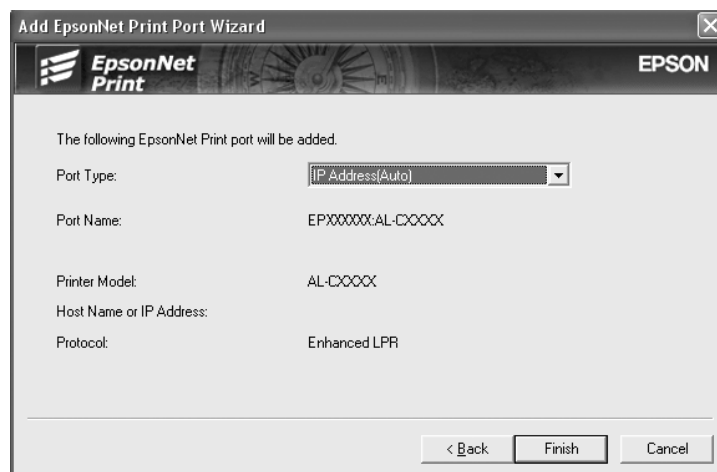 Add EpsonNet Print Port Wizard
EpsonNet
Print
EPSON
The following EpsonNet Print port will be added.
Port Type: IP Address(Auto)
Port Name: EPXXXXXX:AL-CXXXX
Printer Model: AL-CXXXX
Host Name or IP Address:
Protocol: Enhanced LPR
< Back Finish Cancel